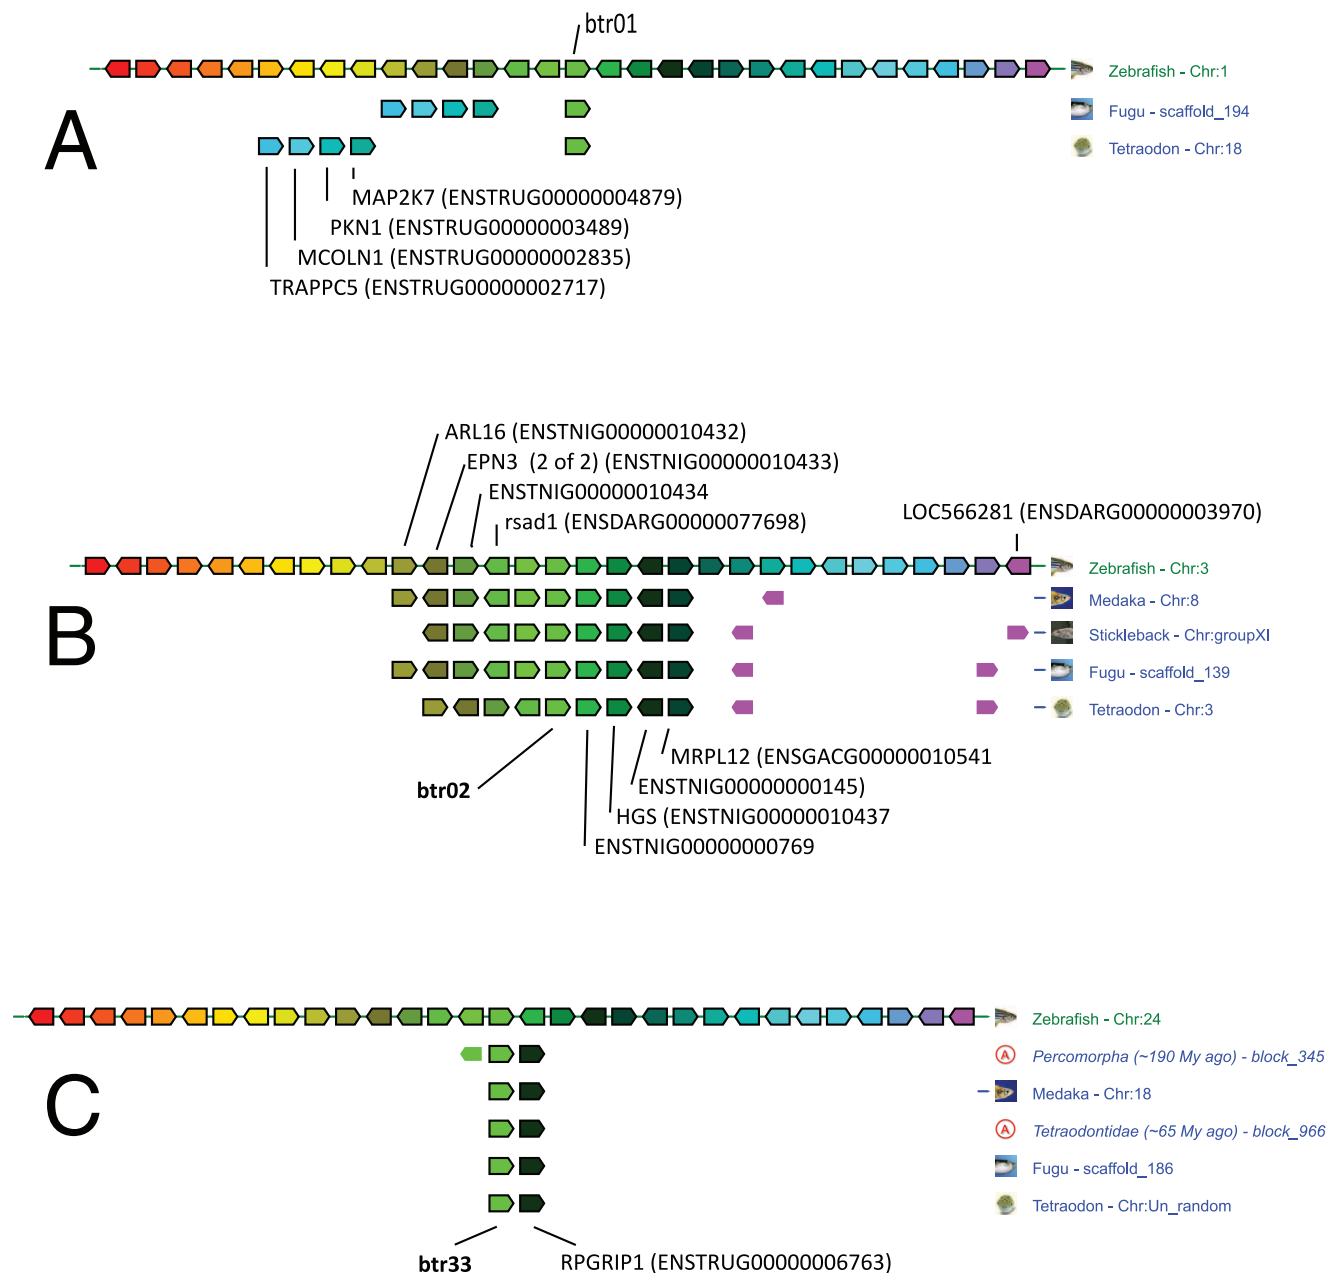 btr01
Zebrafish - Chr:1
A
Fugu - scaffold_194
Tetraodon - Chr:18
MAP2K7 (ENSTRUG00000004879)
PKN1 (ENSTRUG00000003489)
MCOLN1 (ENSTRUG00000002835)
TRAPPC5 (ENSTRUG00000002717)
ARL16 (ENSTNIG00000010432)
EPN3 (2 of 2) (ENSTNIG00000010433)
ENSTNIG00000010434
rsad1 (ENSDARG00000077698)
LOC566281 (ENSDARG00000003970)
Zebrafish - Chr:3
B
Medaka - Chr:8
Stickleback - Chr:groupXI
Fugu - scaffold_139
Tetraodon - Chr:3
MRPL12 (ENSGACG00000010541
btr02
ENSTNIG00000000145)
HGS (ENSTNIG00000010437
ENSTNIG00000000769
Zebrafish - Chr:24
C
A Percomorpha (~190 My ago) - block_345
Medaka - Chr:18
A Tetraodontidae (~65 My ago) - block_966
Fugu - scaffold_186
Tetraodon - Chr:Un_random
btr33
RPGRIP1 (ENSTRUG00000006763)